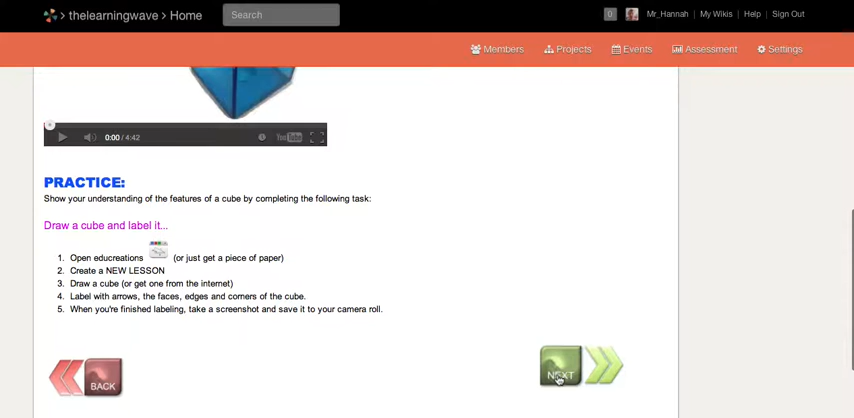 thelearningwave > Home
Search
0 Mr_Hannah | My Wikis | Help | Sign Out
Members Projects Events Assessment Settings
0:00 / 4:42 YouTube
PRACTICE:
Show your understanding of the features of a cube by completing the following task:
Draw a cube and label it...
1. Open educreations (or just get a piece of paper)
2. Create a NEW LESSON
3. Draw a cube (or get one from the internet)
4. Label with arrows, the faces, edges and corners of the cube.
5. When you're finished labeling, take a screenshot and save it to your camera roll.
BACK NEXT